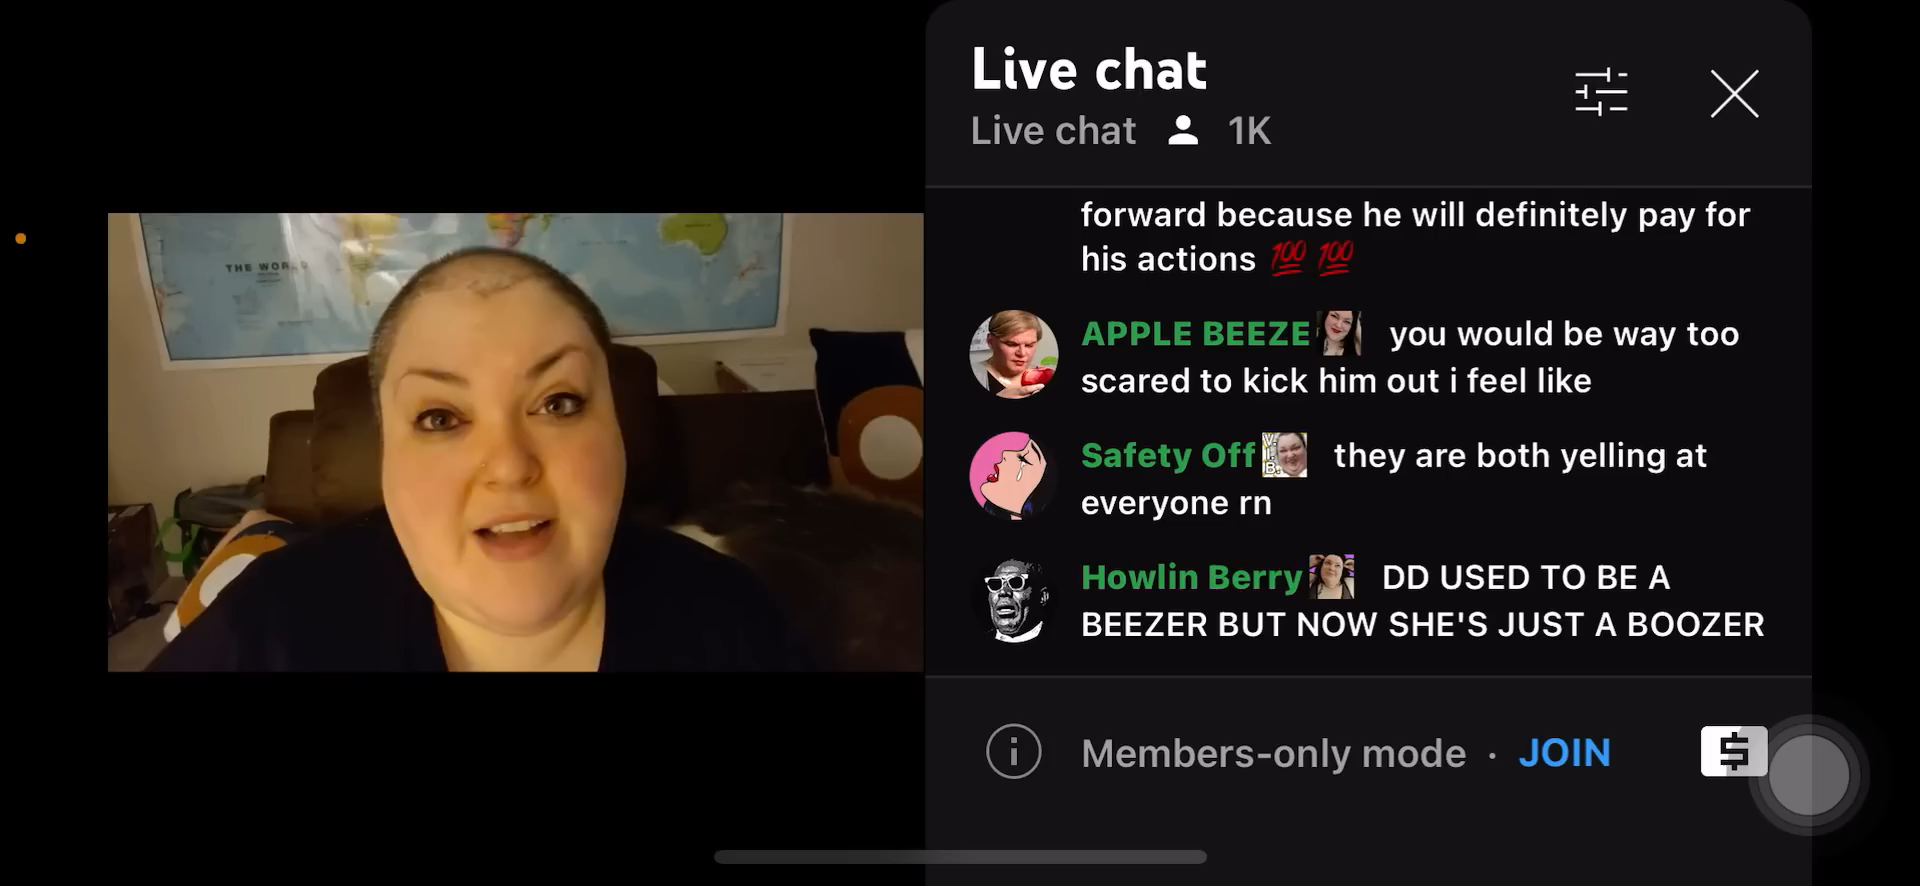 Live chat
Live chat 1K
THE WORLD
forward because he will definitely pay for
his actions 💯 💯
APPLE BEEZE you would be way too
scared to kick him out i feel like
Safety Off they are both yelling at
everyone rn
Howlin Berry DD USED TO BE A
BEEZER BUT NOW SHE'S JUST A BOOZER
Members-only mode · JOIN